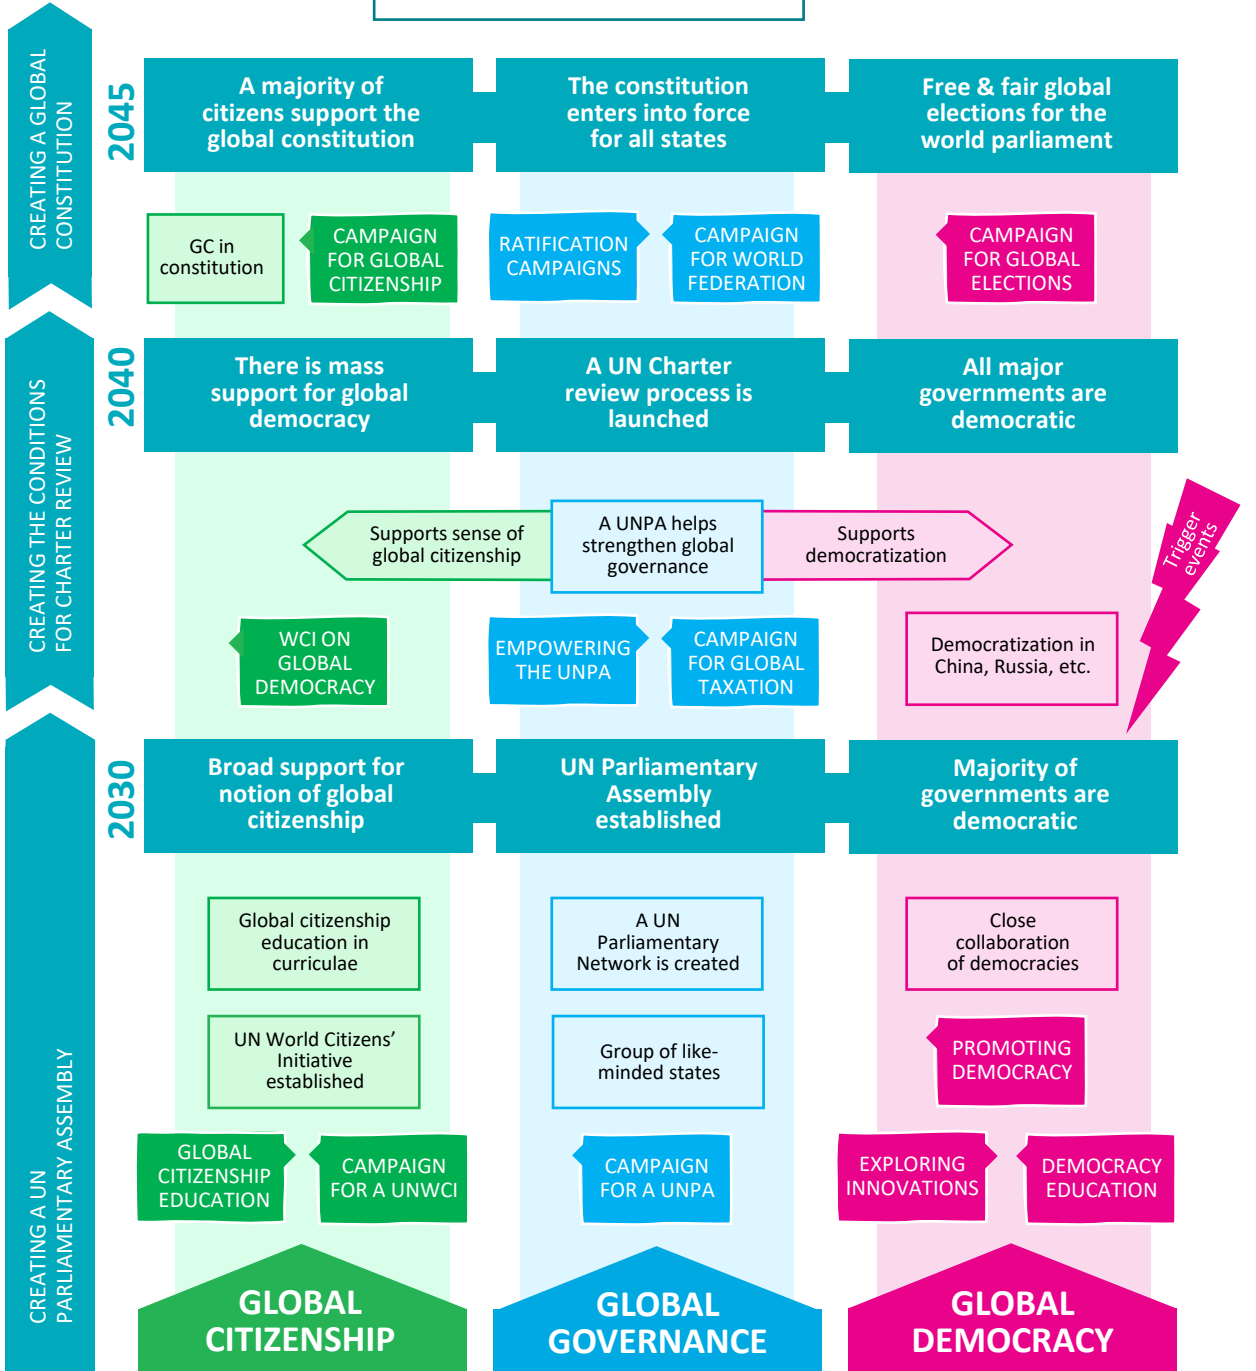 CREATING A GLOBAL
CONSTITUTION
2045
A majority of
citizens support the
global constitution
The constitution
enters into force
for all states
Free & fair global
elections for the
world parliament
GC in
constitution
CAMPAIGN
FOR GLOBAL
CITIZENSHIP
RATIFICATION
CAMPAIGNS
CAMPAIGN
FOR WORLD
FEDERATION
CAMPAIGN
FOR GLOBAL
ELECTIONS
CREATING THE CONDITIONS
FOR CHARTER REVIEW
2040
There is mass
support for global
democracy
A UN Charter
review process is
launched
All major
governments are
democratic
Supports sense of
global citizenship
A UNPA helps
strengthen global
governance
Supports
democratization
Trigger
events
WCI ON
GLOBAL
DEMOCRACY
EMPOWERING
THE UNPA
CAMPAIGN
FOR GLOBAL
TAXATION
Democratization in
China, Russia, etc.
CREATING A UN
PARLIAMENTARY ASSEMBLY
2030
Broad support for
notion of global
citizenship
UN Parliamentary
Assembly
established
Majority of
governments are
democratic
Global citizenship
education in
curriculae
A UN
Parliamentary
Network is created
Close
collaboration
of democracies
UN World Citizens’
Initiative
established
Group of like-
minded states
PROMOTING
DEMOCRACY
GLOBAL
CITIZENSHIP
EDUCATION
CAMPAIGN
FOR A UNWCI
CAMPAIGN
FOR A UNPA
EXPLORING
INNOVATIONS
DEMOCRACY
EDUCATION
GLOBAL
CITIZENSHIP
GLOBAL
GOVERNANCE
GLOBAL
DEMOCRACY